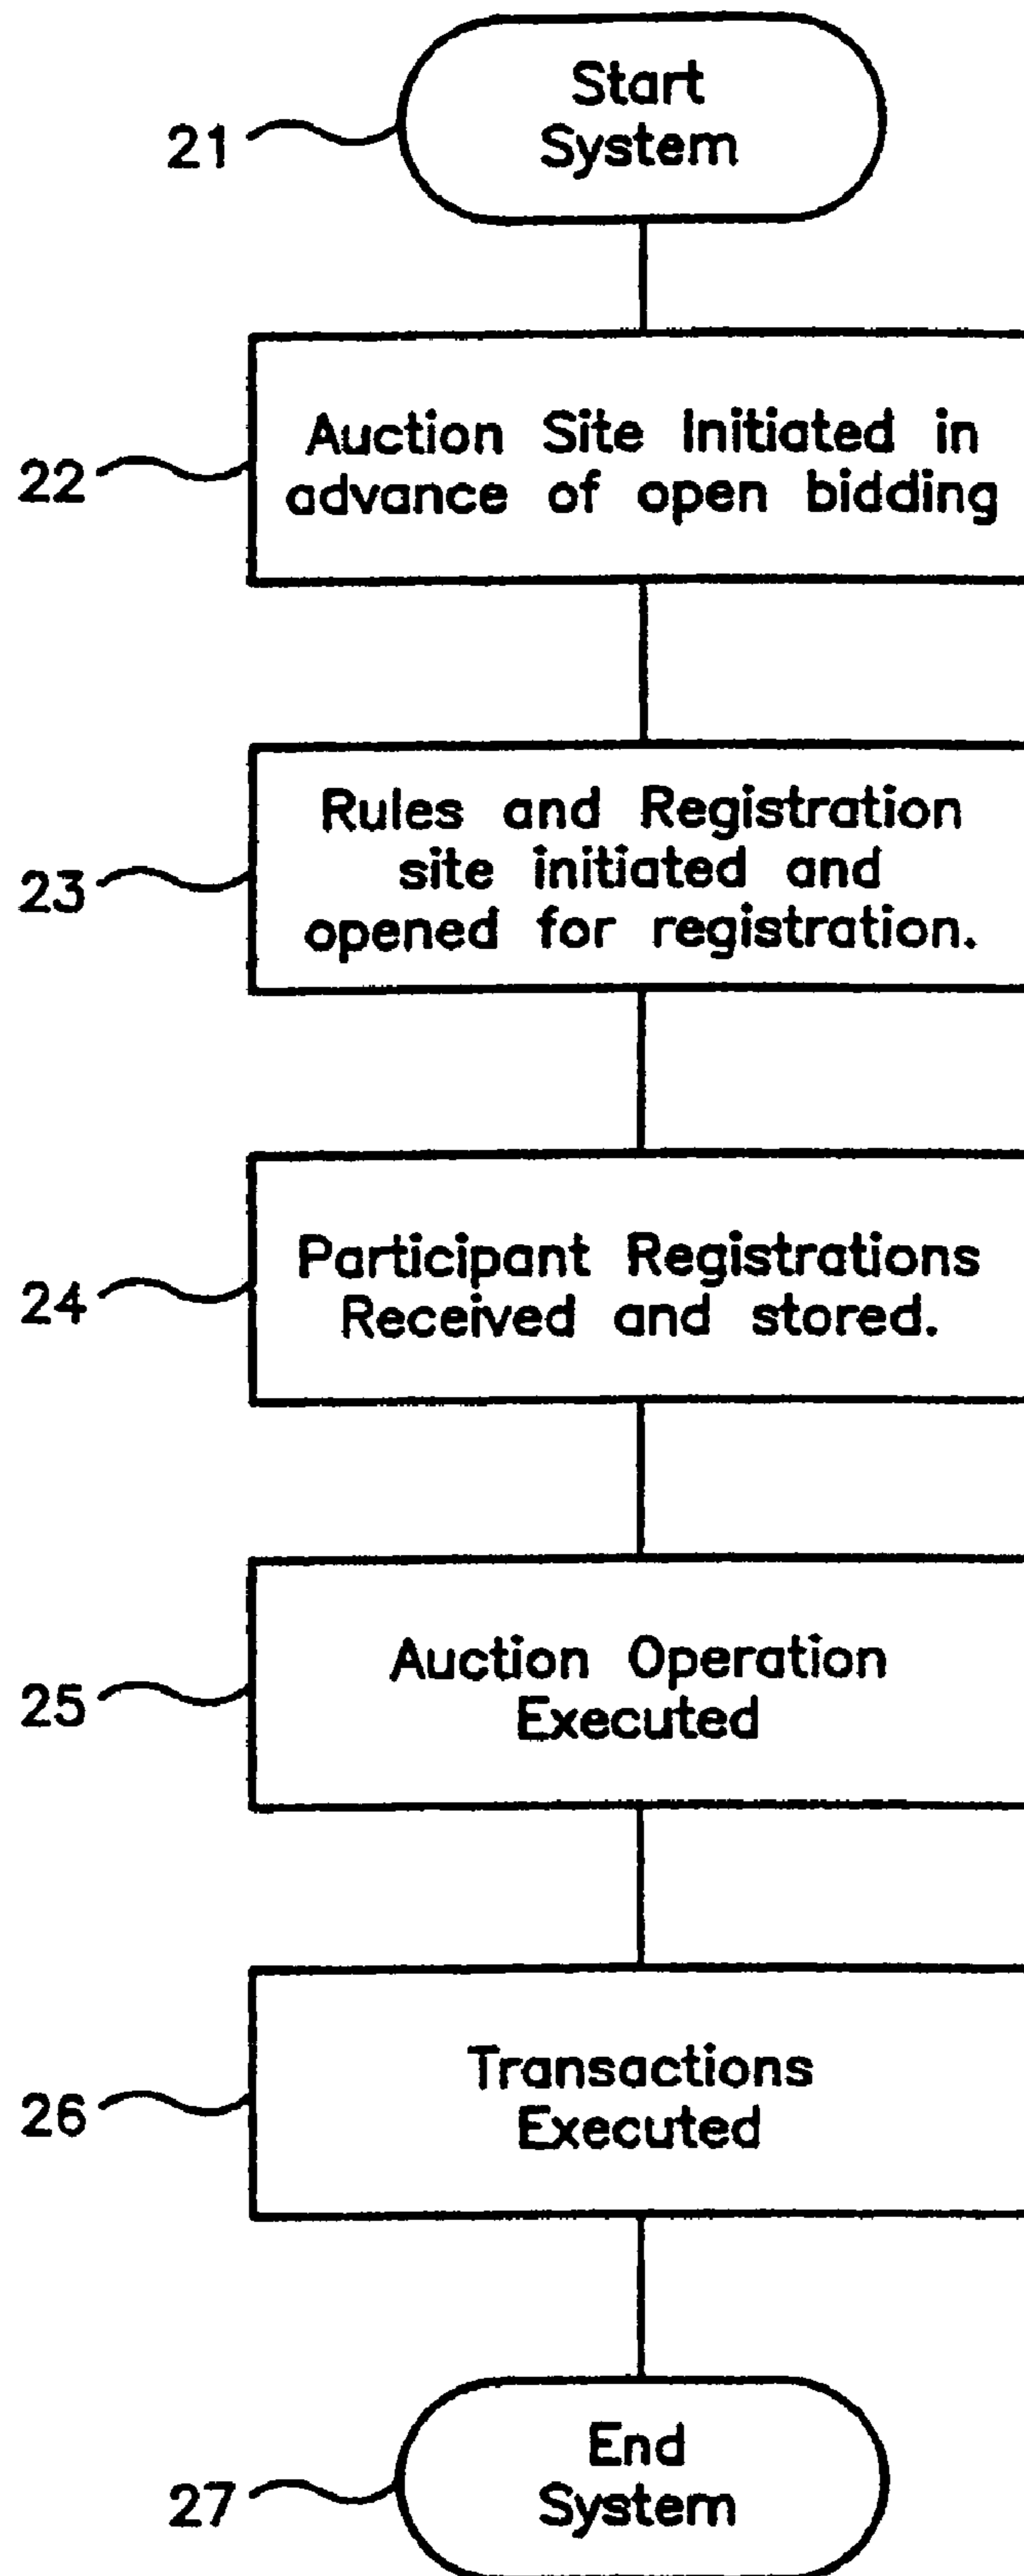 Start
System
21
Auction Site Initiated in
advance of open bidding
22
Rules and Registration
site initiated and
opened for registration.
23
Participant Registrations
Received and stored.
24
Auction Operation
Executed
25
Transactions
Executed
26
End
System
27